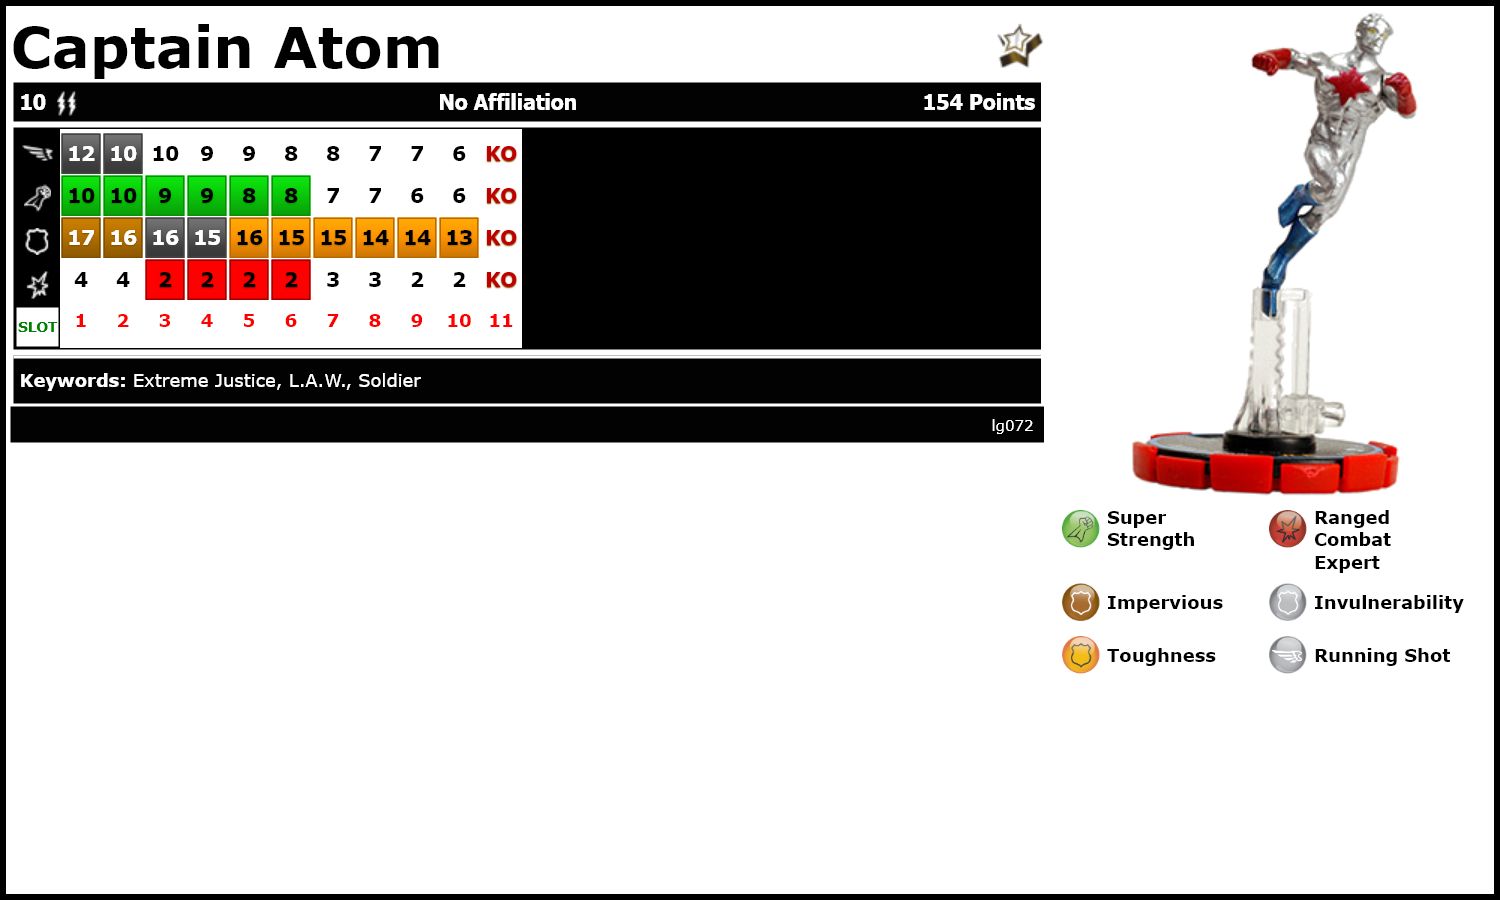 Captain Atom
10 No Affiliation 154 Points
12 10 10 9 9 8 8 7 7 6 KO
10 10 9 9 8 8 7 7 6 6 KO
17 16 16 15 16 15 15 14 14 13 KO
4 4 2 2 2 2 3 3 2 2 KO
SLOT 1 2 3 4 5 6 7 8 9 10 11
Keywords: Extreme Justice, L.A.W., Soldier
lg072
Super
Strength
Ranged
Combat
Expert
Impervious
Invulnerability
Toughness
Running Shot